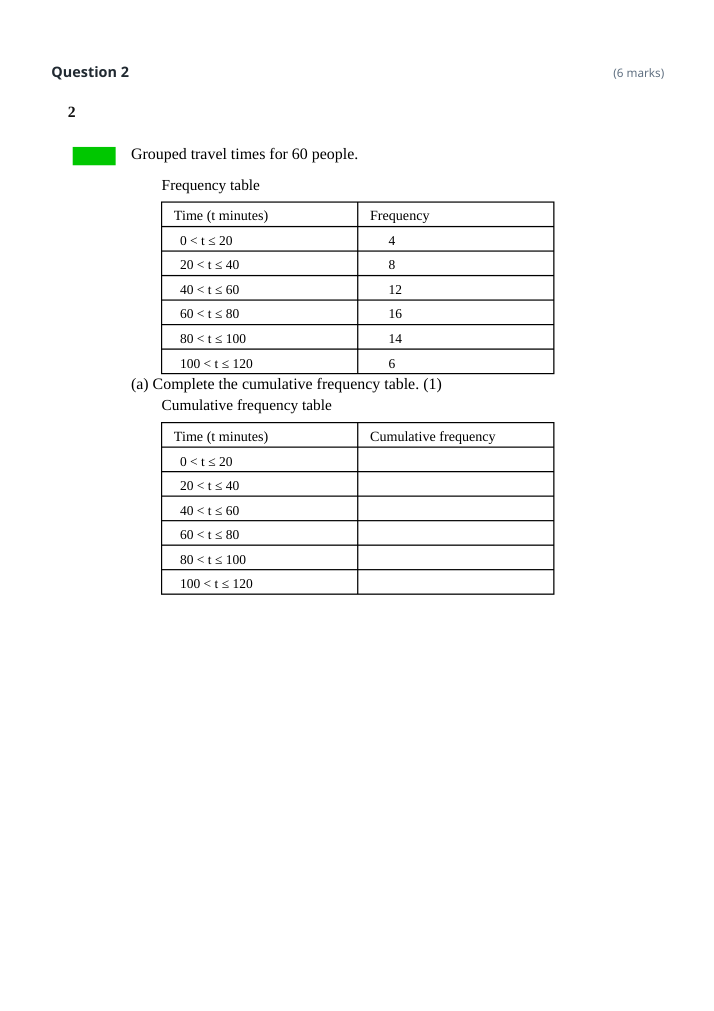 Question 2 (6 marks)
2
Grouped travel times for 60 people.
Frequency table
Time (t minutes) Frequency
0 < t ≤ 20 4
20 < t ≤ 40 8
40 < t ≤ 60 12
60 < t ≤ 80 16
80 < t ≤ 100 14
100 < t ≤ 120 6
(a) Complete the cumulative frequency table. (1)
Cumulative frequency table
Time (t minutes) Cumulative frequency
0 < t ≤ 20
20 < t ≤ 40
40 < t ≤ 60
60 < t ≤ 80
80 < t ≤ 100
100 < t ≤ 120